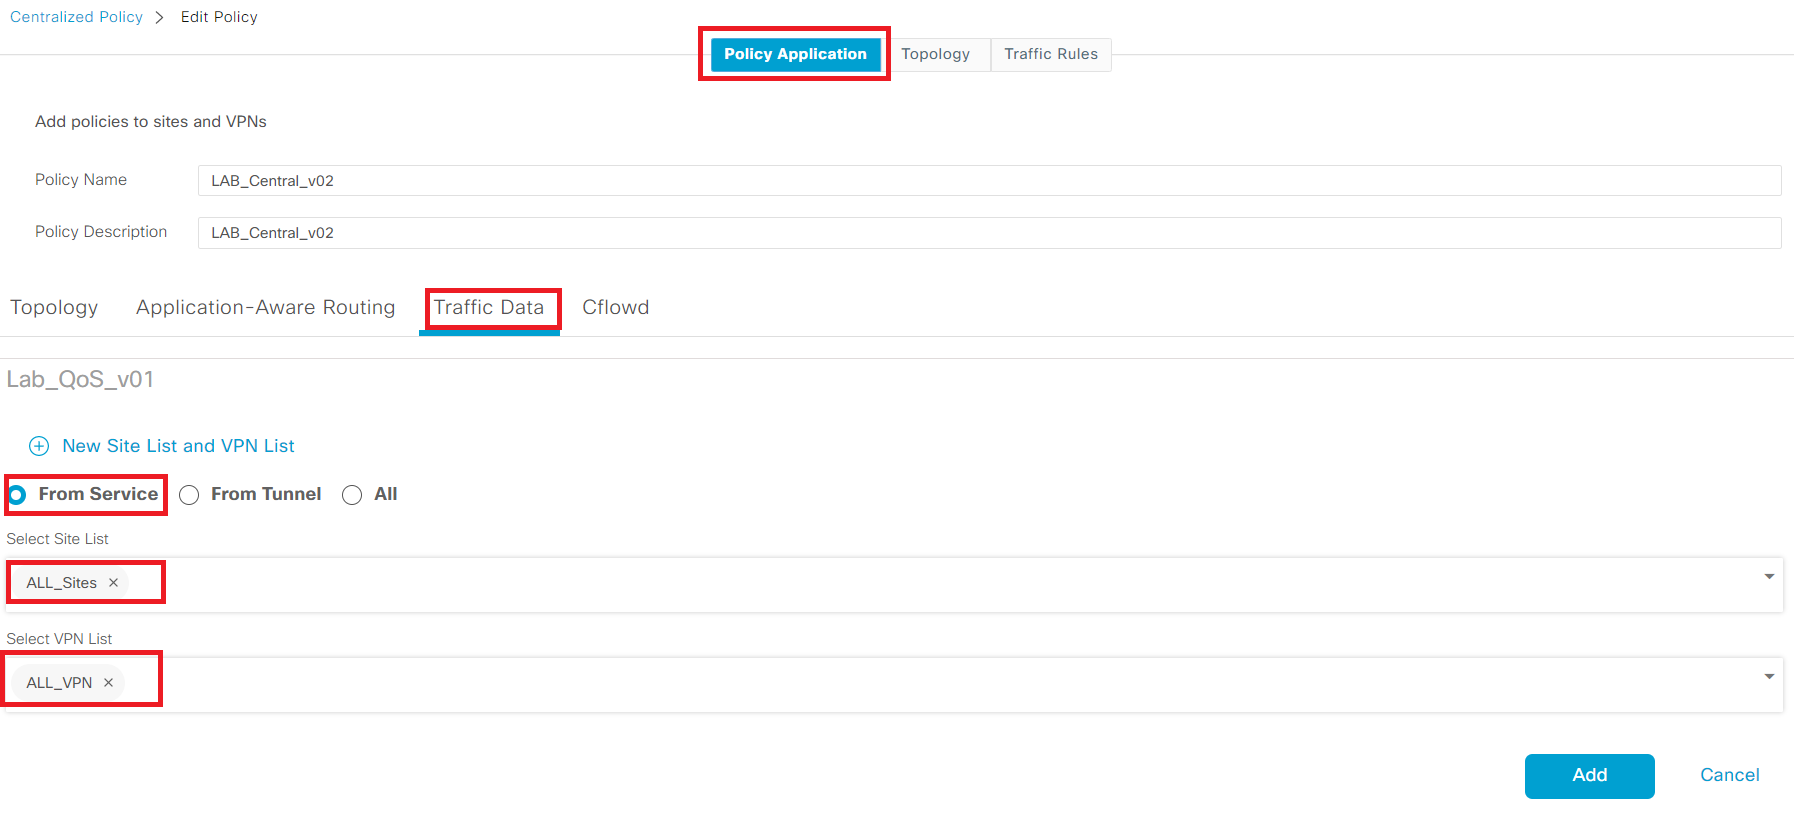 Centralized Policy > Edit Policy
Policy Application Topology Traffic Rules
Add policies to sites and VPNs
Policy Name LAB_Central_v02
Policy Description LAB_Central_v02
Topology Application-Aware Routing Traffic Data Cflowd
Lab_QoS_v01
New Site List and VPN List
From Service From Tunnel All
Select Site List
ALL_Sites ×
Select VPN List
ALL_VPN ×
Add Cancel